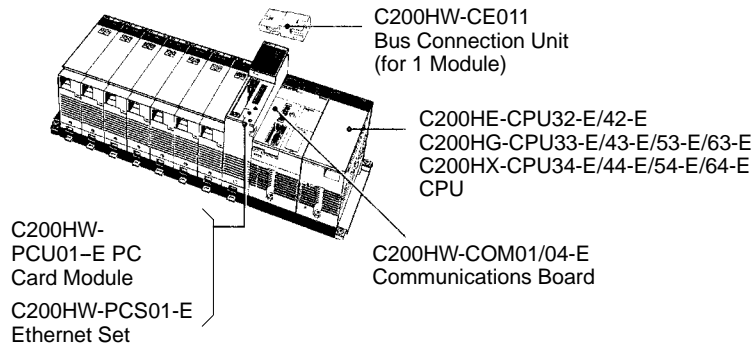 C200HW-CE011
Bus Connection Unit
(for 1 Module)
C200HE-CPU32-E/42-E
C200HG-CPU33-E/43-E/53-E/63-E
C200HX-CPU34-E/44-E/54-E/64-E
CPU
C200HW-
PCU01–E PC
Card Module
C200HW-PCS01-E
Ethernet Set
C200HW-COM01/04-E
Communications Board